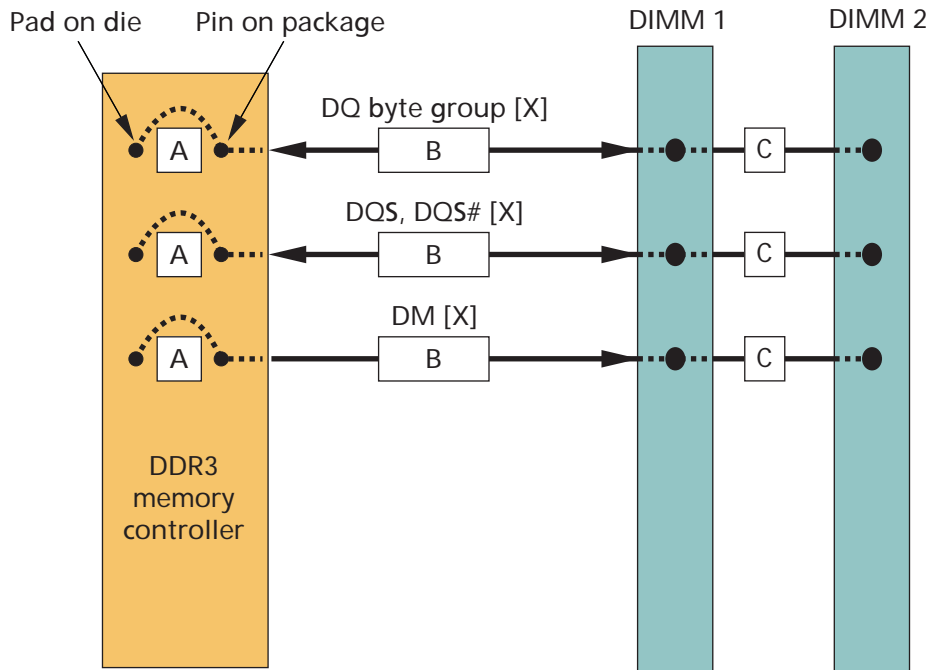 Pad on die
Pin on package
DIMM 1
DIMM 2
DQ byte group [X]
A
B
C
DQS, DQS# [X]
A
B
C
DM [X]
A
B
C
DDR3
memory
controller